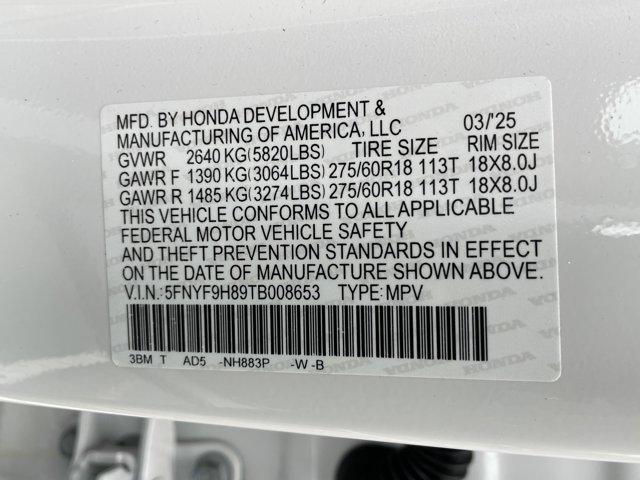 MFD. BY HONDA DEVELOPMENT &
MANUFACTURING OF AMERICA, LLC 03/'25
GVWR 2640 KG(5820LBS) TIRE SIZE RIM SIZE
GAWR F 1390 KG(3064LBS) 275/60R18 113T 18X8.0J
GAWR R 1485 KG(3274LBS) 275/60R18 113T 18X8.0J
THIS VEHICLE CONFORMS TO ALL APPLICABLE
FEDERAL MOTOR VEHICLE SAFETY
AND THEFT PREVENTION STANDARDS IN EFFECT
ON THE DATE OF MANUFACTURE SHOWN ABOVE.
V.I.N.:5FNYF9H89TB008653 TYPE:MPV
3BM T AD5 -NH883P -W -B